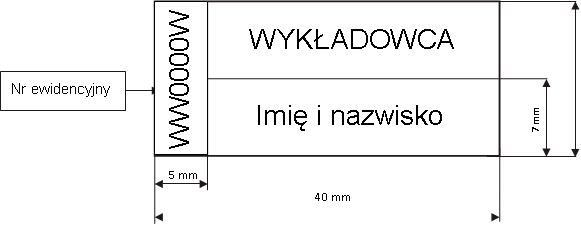 WYKŁADOWCA
Nr ewidencyjny
WW0000W
Imię i nazwisko
7 mm
5 mm
40 mm